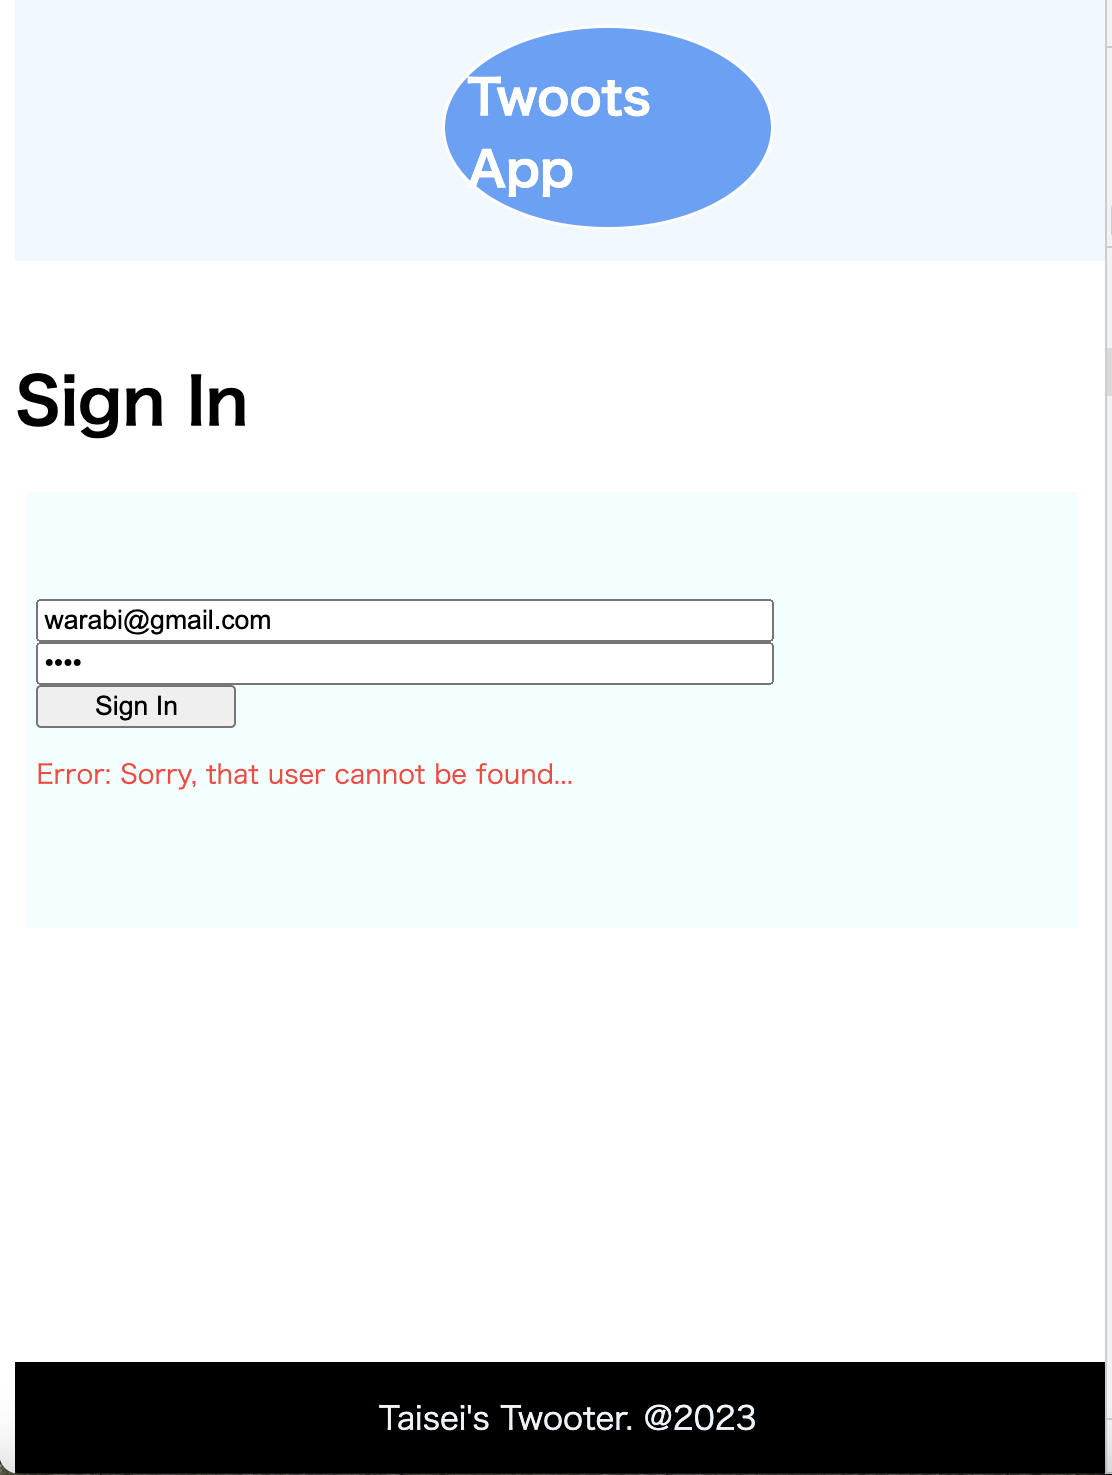 Twoots
App
Sign In
warabi@gmail.com
••••
Sign In
Error: Sorry, that user cannot be found...
Taisei's Twooter. @2023